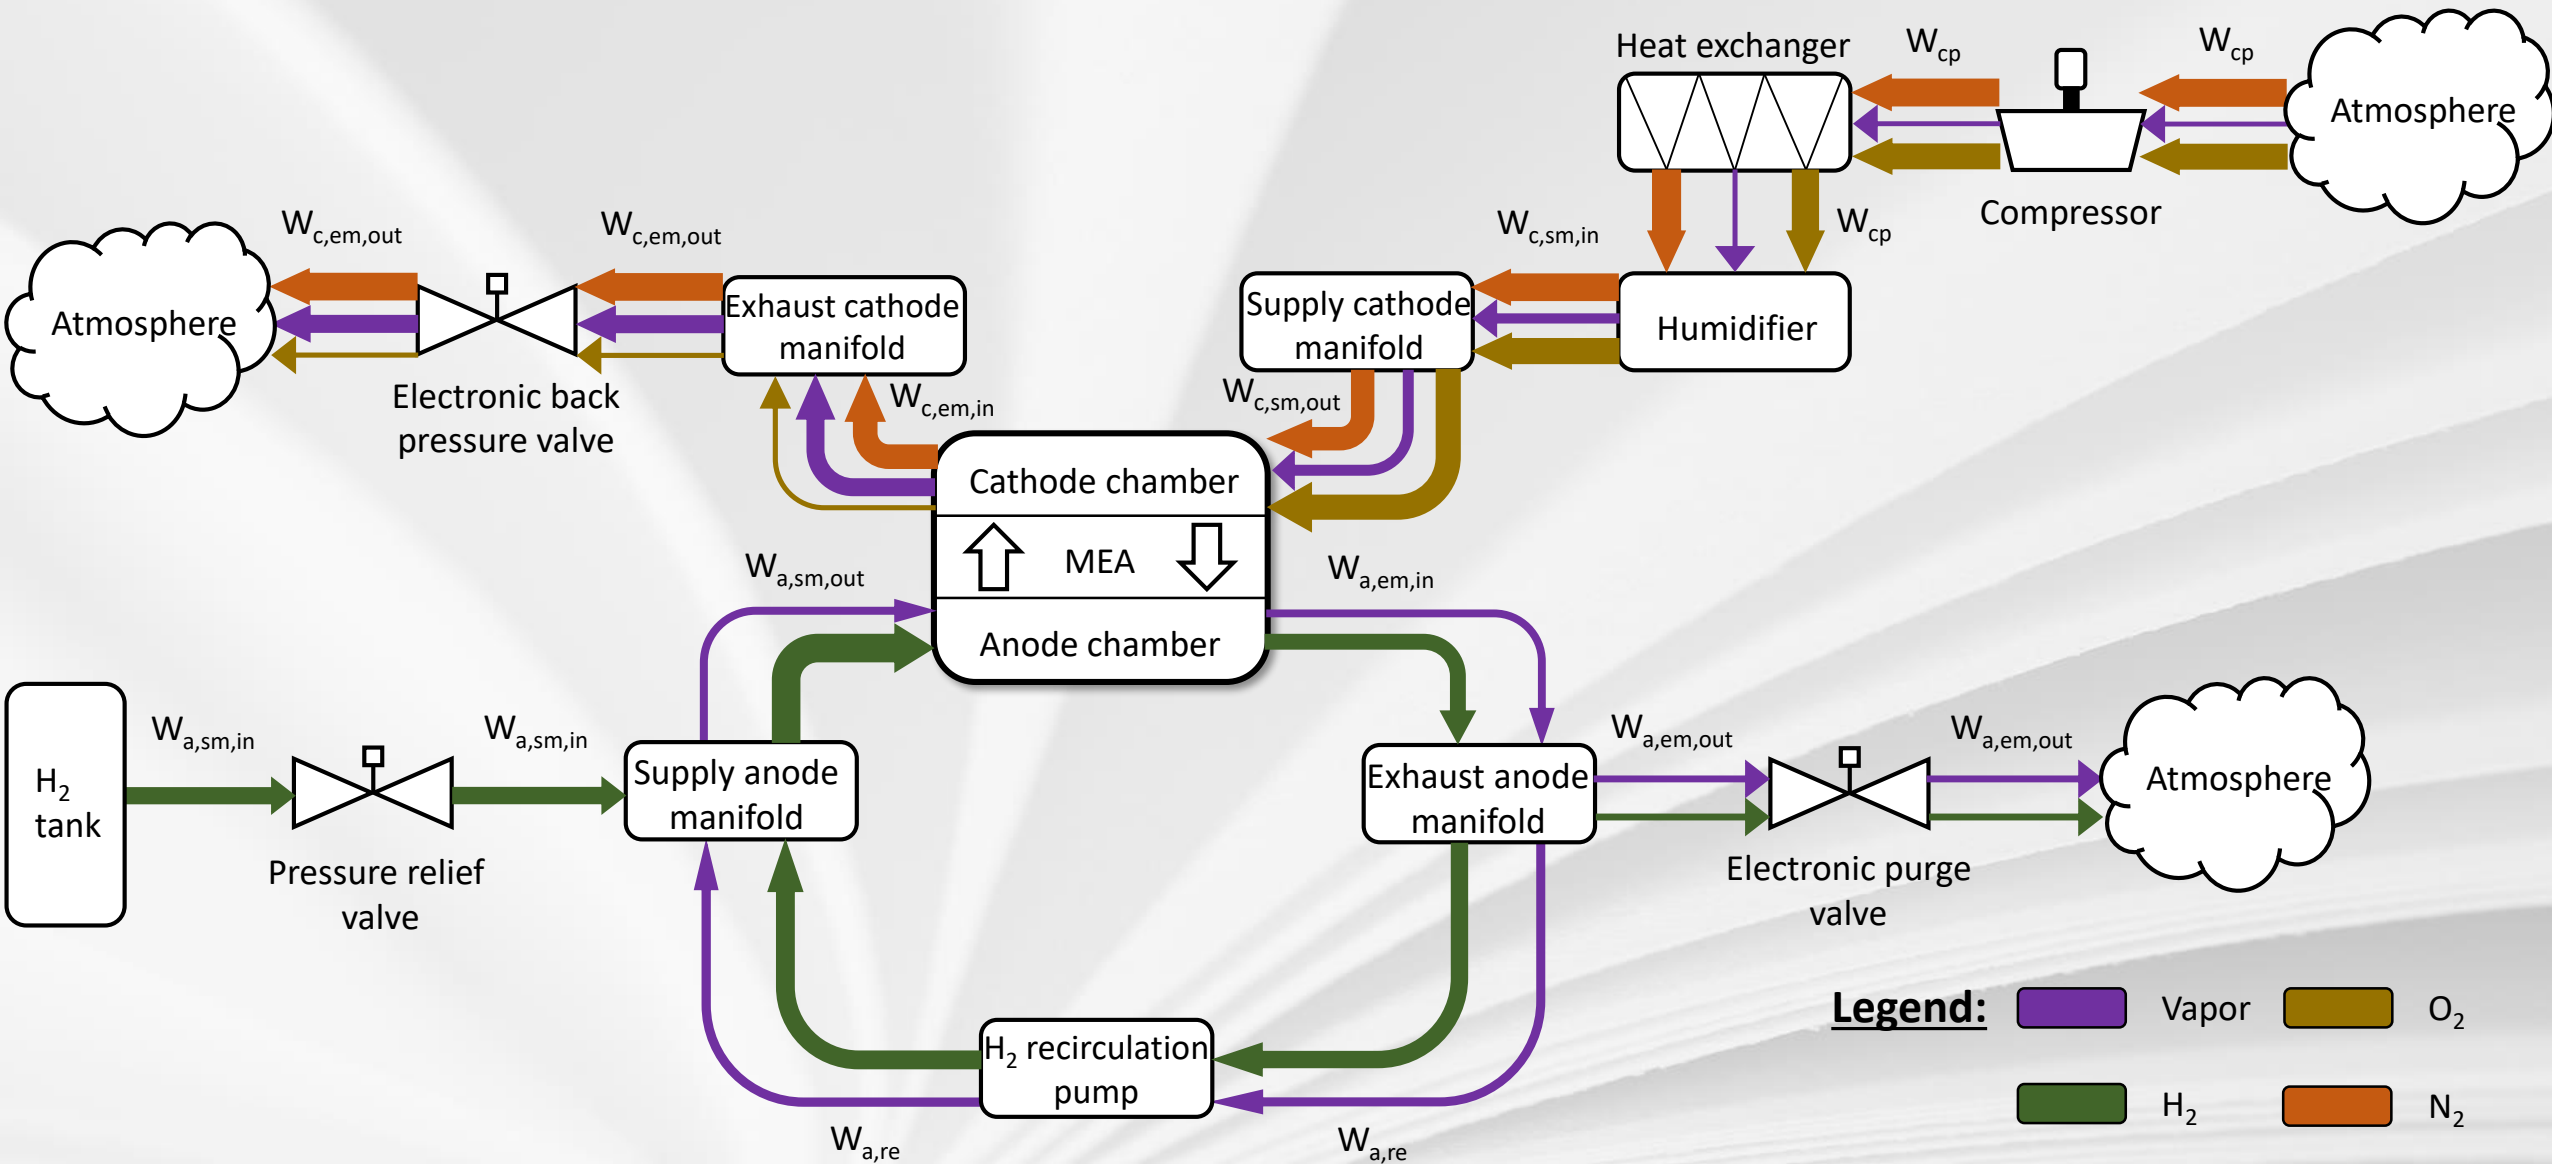 Heat exchanger
W_cp
W_cp
Atmosphere
Compressor
W_cp
W_c,sm,in
Humidifier
Supply cathode
manifold
W_c,sm,out
W_c,em,out
W_c,em,out
Atmosphere
Exhaust cathode
manifold
Electronic back
pressure valve
W_c,em,in
Cathode chamber
MEA
Anode chamber
W_a,sm,out
W_a,em,in
H₂
tank
W_a,sm,in
W_a,sm,in
Pressure relief
valve
Supply anode
manifold
Exhaust anode
manifold
W_a,em,out
W_a,em,out
Electronic purge
valve
Atmosphere
H₂ recirculation
pump
W_a,re
W_a,re
Legend:
Vapor
O₂
H₂
N₂